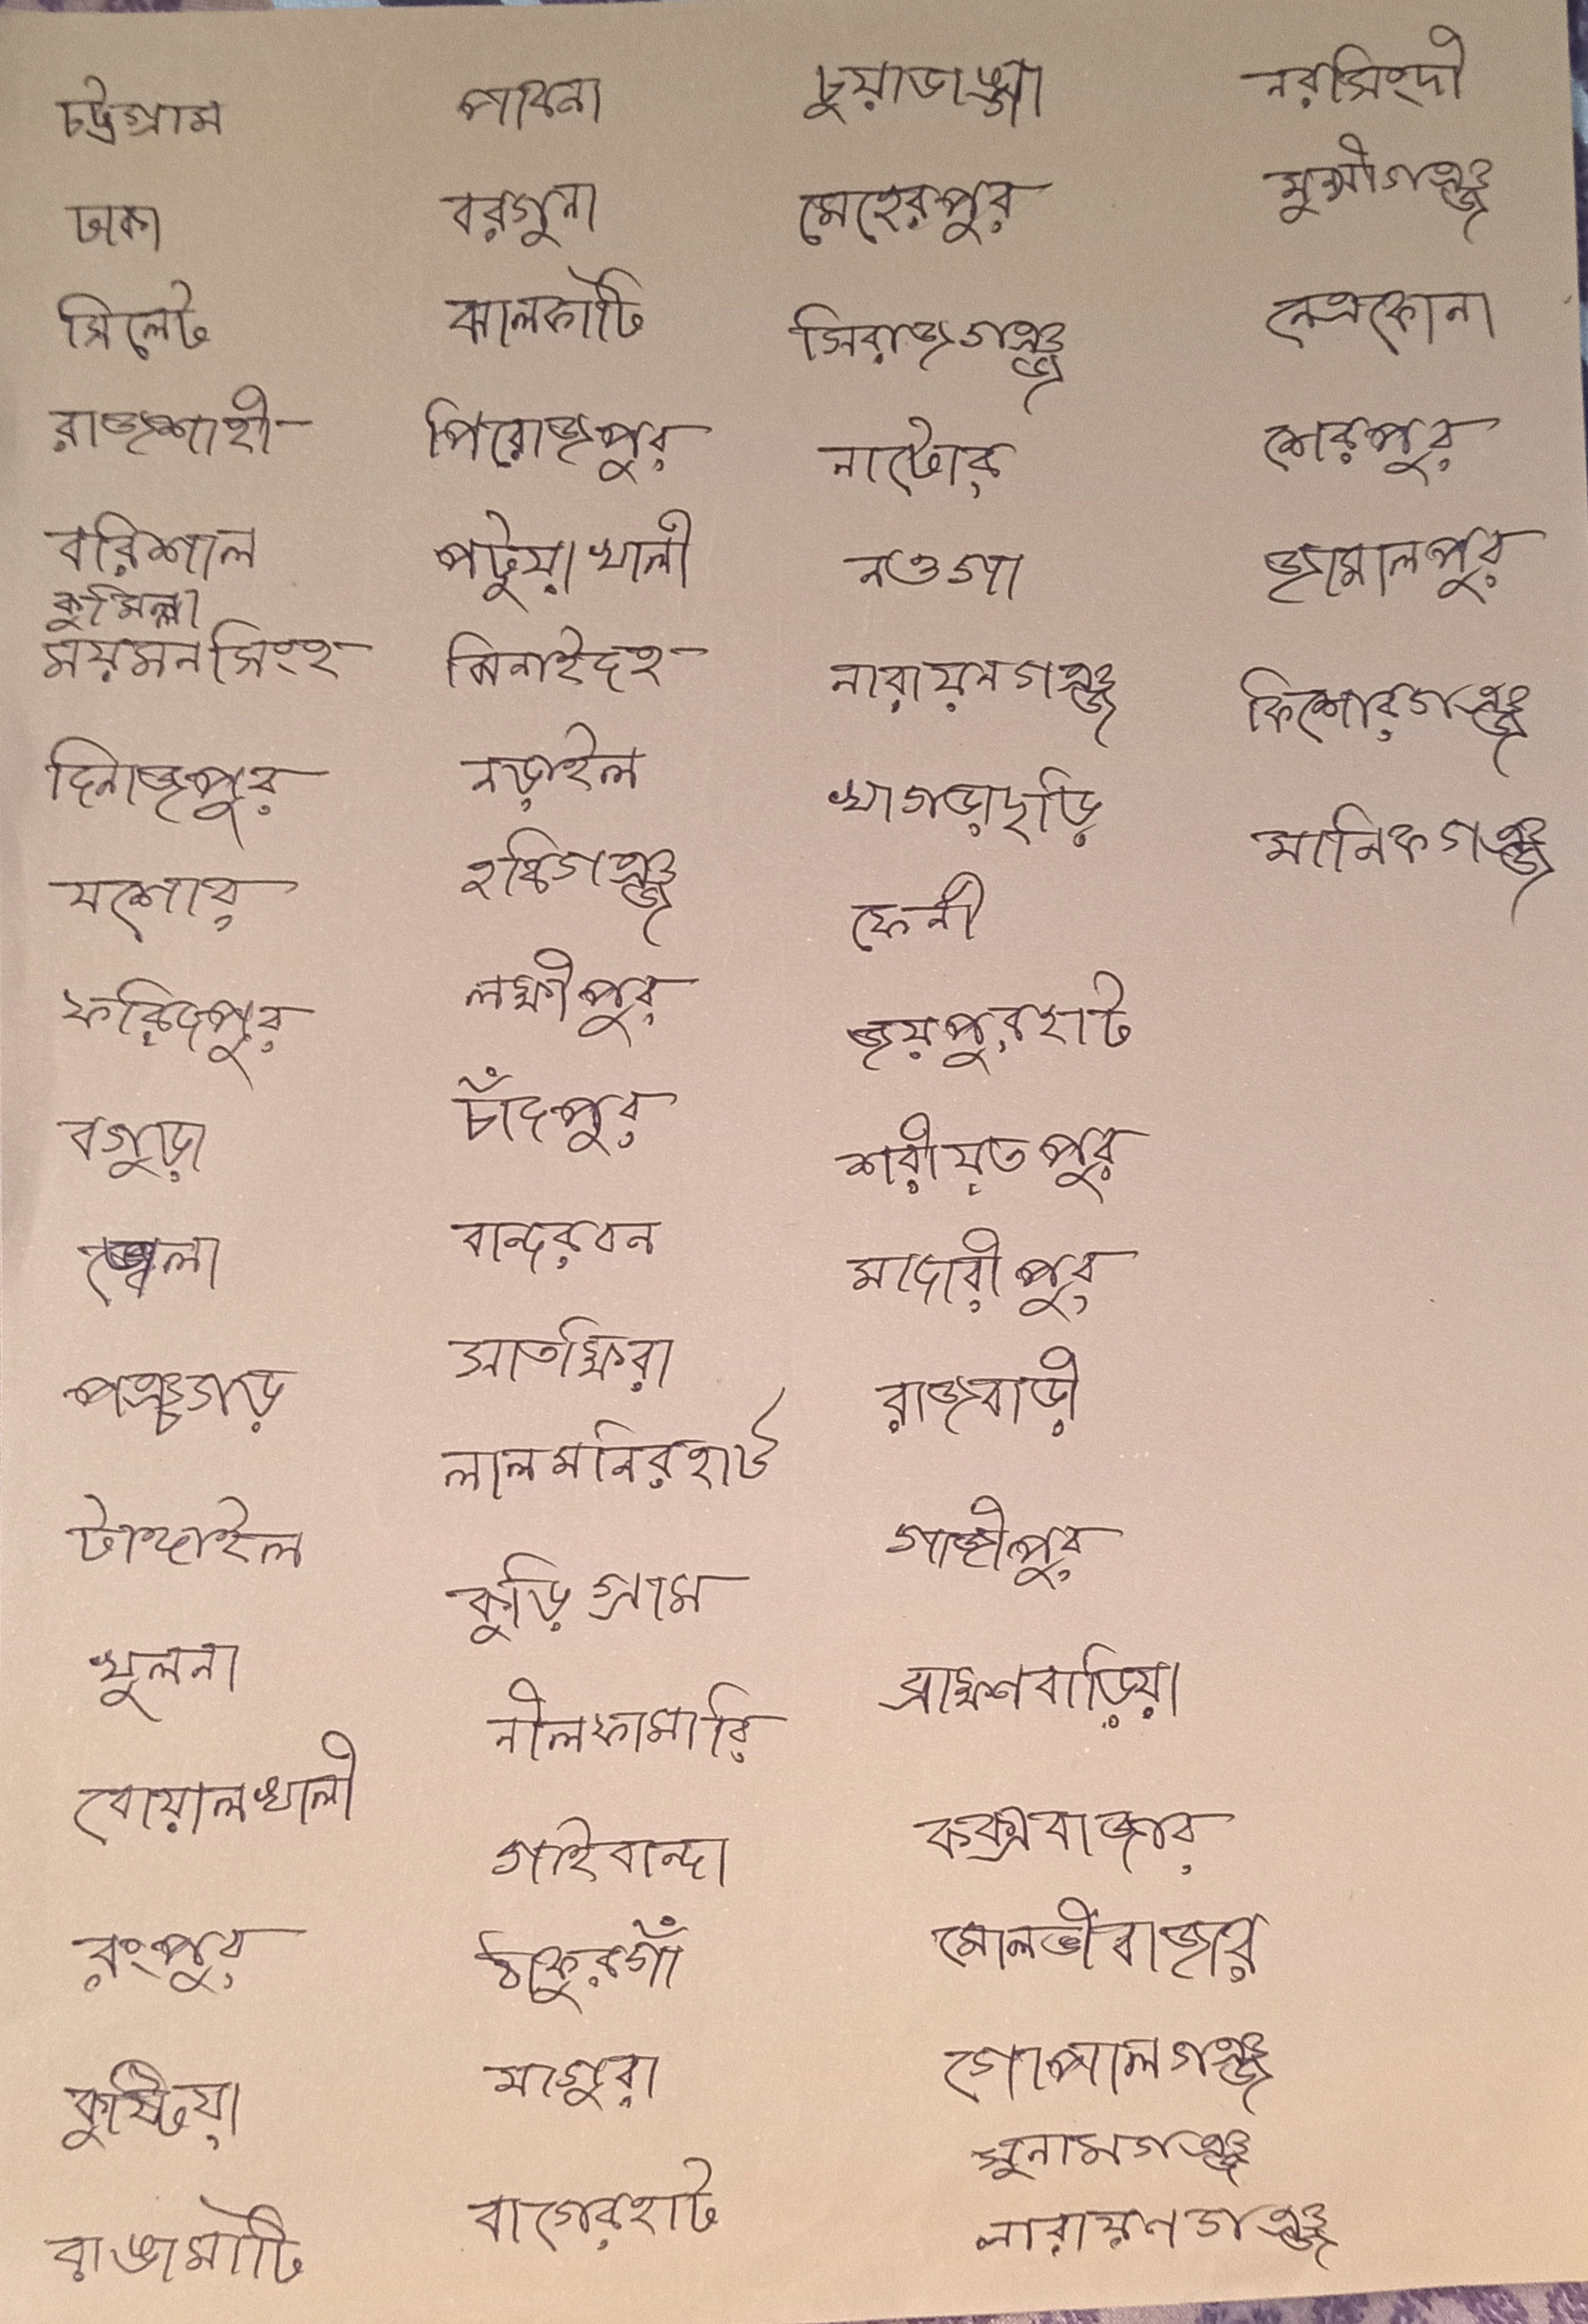 চট্টগ্রাম
ঢাকা
সিলেট
রাজশাহী
বরিশাল
কুমিল্লা
ময়মনসিংহ
দিনাজপুর
যশোর
ফরিদপুর
বগুড়া
পঞ্চগড়
টাঙ্গাইল
খুলনা
বোয়ালখালী
রংপুর
কুষ্টিয়া
রাঙামাটি
পাবনা
বরগুনা
ঝালকাটি
পিরোজপুর
পটুয়াখালী
ঝিনাইদহ
নড়াইল
হবিগঞ্জ
লক্ষীপুর
চাঁদপুর
বান্দরবন
সাতক্ষিরা
লালমনিরহার্ট
কুড়িগ্রাম
নীলফামারি
গাইবান্দা
ঠাকুরগাঁ
মাগুরা
বাগেরহাট
চুয়াডাঙ্গা
মেহেরপুর
সিরাজগঞ্জ
নাটোর
নওগা
নারায়নগঞ্জ
খাগড়াছড়ি
ফেনী
জয়পুরহাট
শরীয়তপুর
মাদারীপুর
রাজবাড়ী
গাজীপুর
ব্রাহ্মণবাড়িয়া
কক্সবাজার
মোলভীবাজার
গোপালগঞ্জ
সুনামগঞ্জ
নারায়নগঞ্জ
নরসিংদী
মুন্সীগঞ্জ
নেত্রকোনা
শেরপুর
জামালপুর
কিশোরগঞ্জ
মানিকগঞ্জ